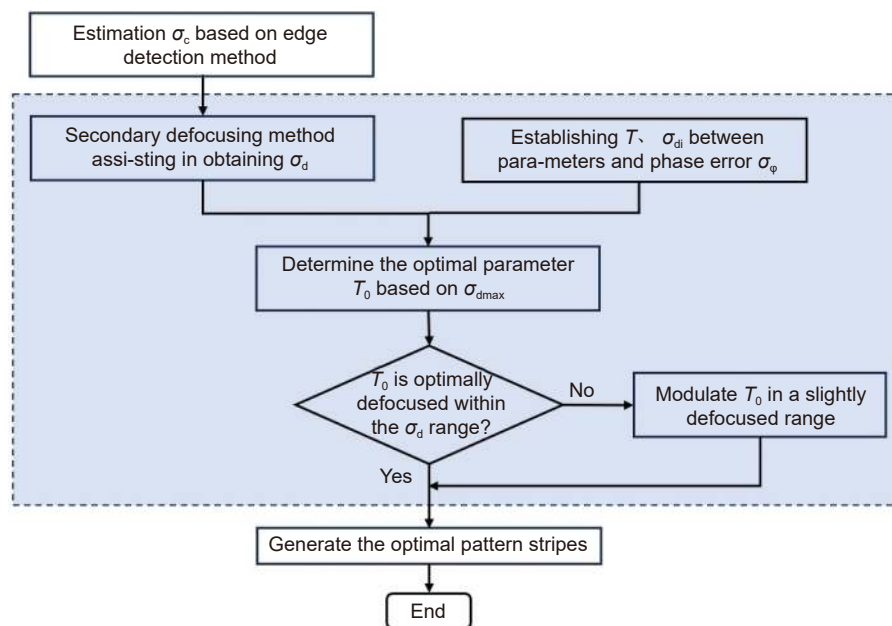 Estimation σc based on edge
detection method
Secondary defocusing method
assi-sting in obtaining σd
Establishing T、 σdi between
para-meters and phase error σφ
Determine the optimal parameter
T0 based on σdmax
T0 is optimally
defocused within
the σd range?
No
Modulate T0 in a slightly
defocused range
Yes
Generate the optimal pattern stripes
End